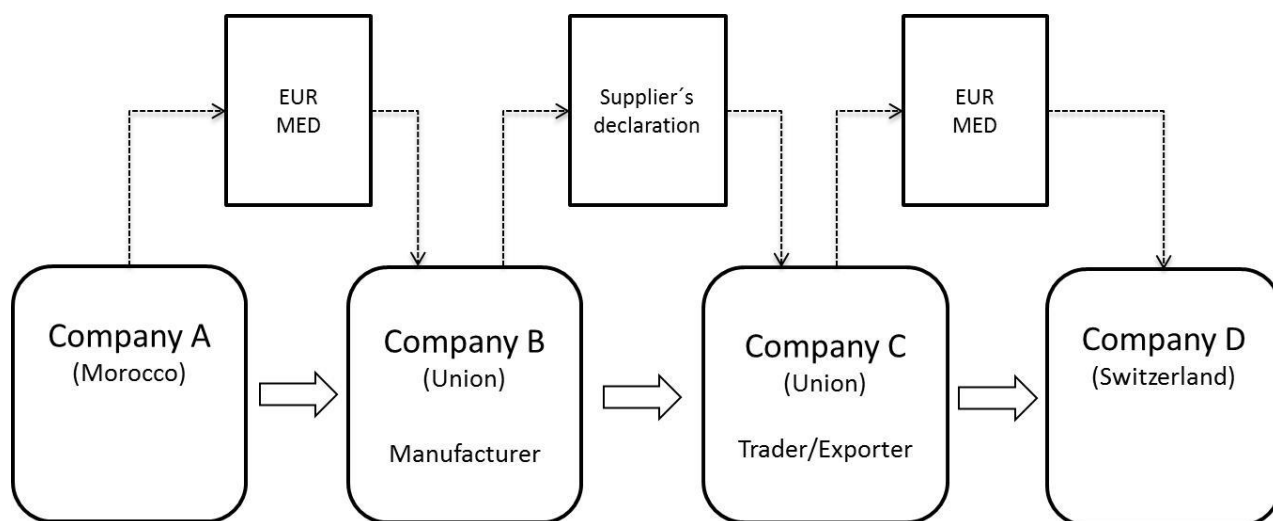 EUR
MED
Supplier´s
declaration
EUR
MED
Company A
(Morocco)
Company B
(Union)
Manufacturer
Company C
(Union)
Trader/Exporter
Company D
(Switzerland)